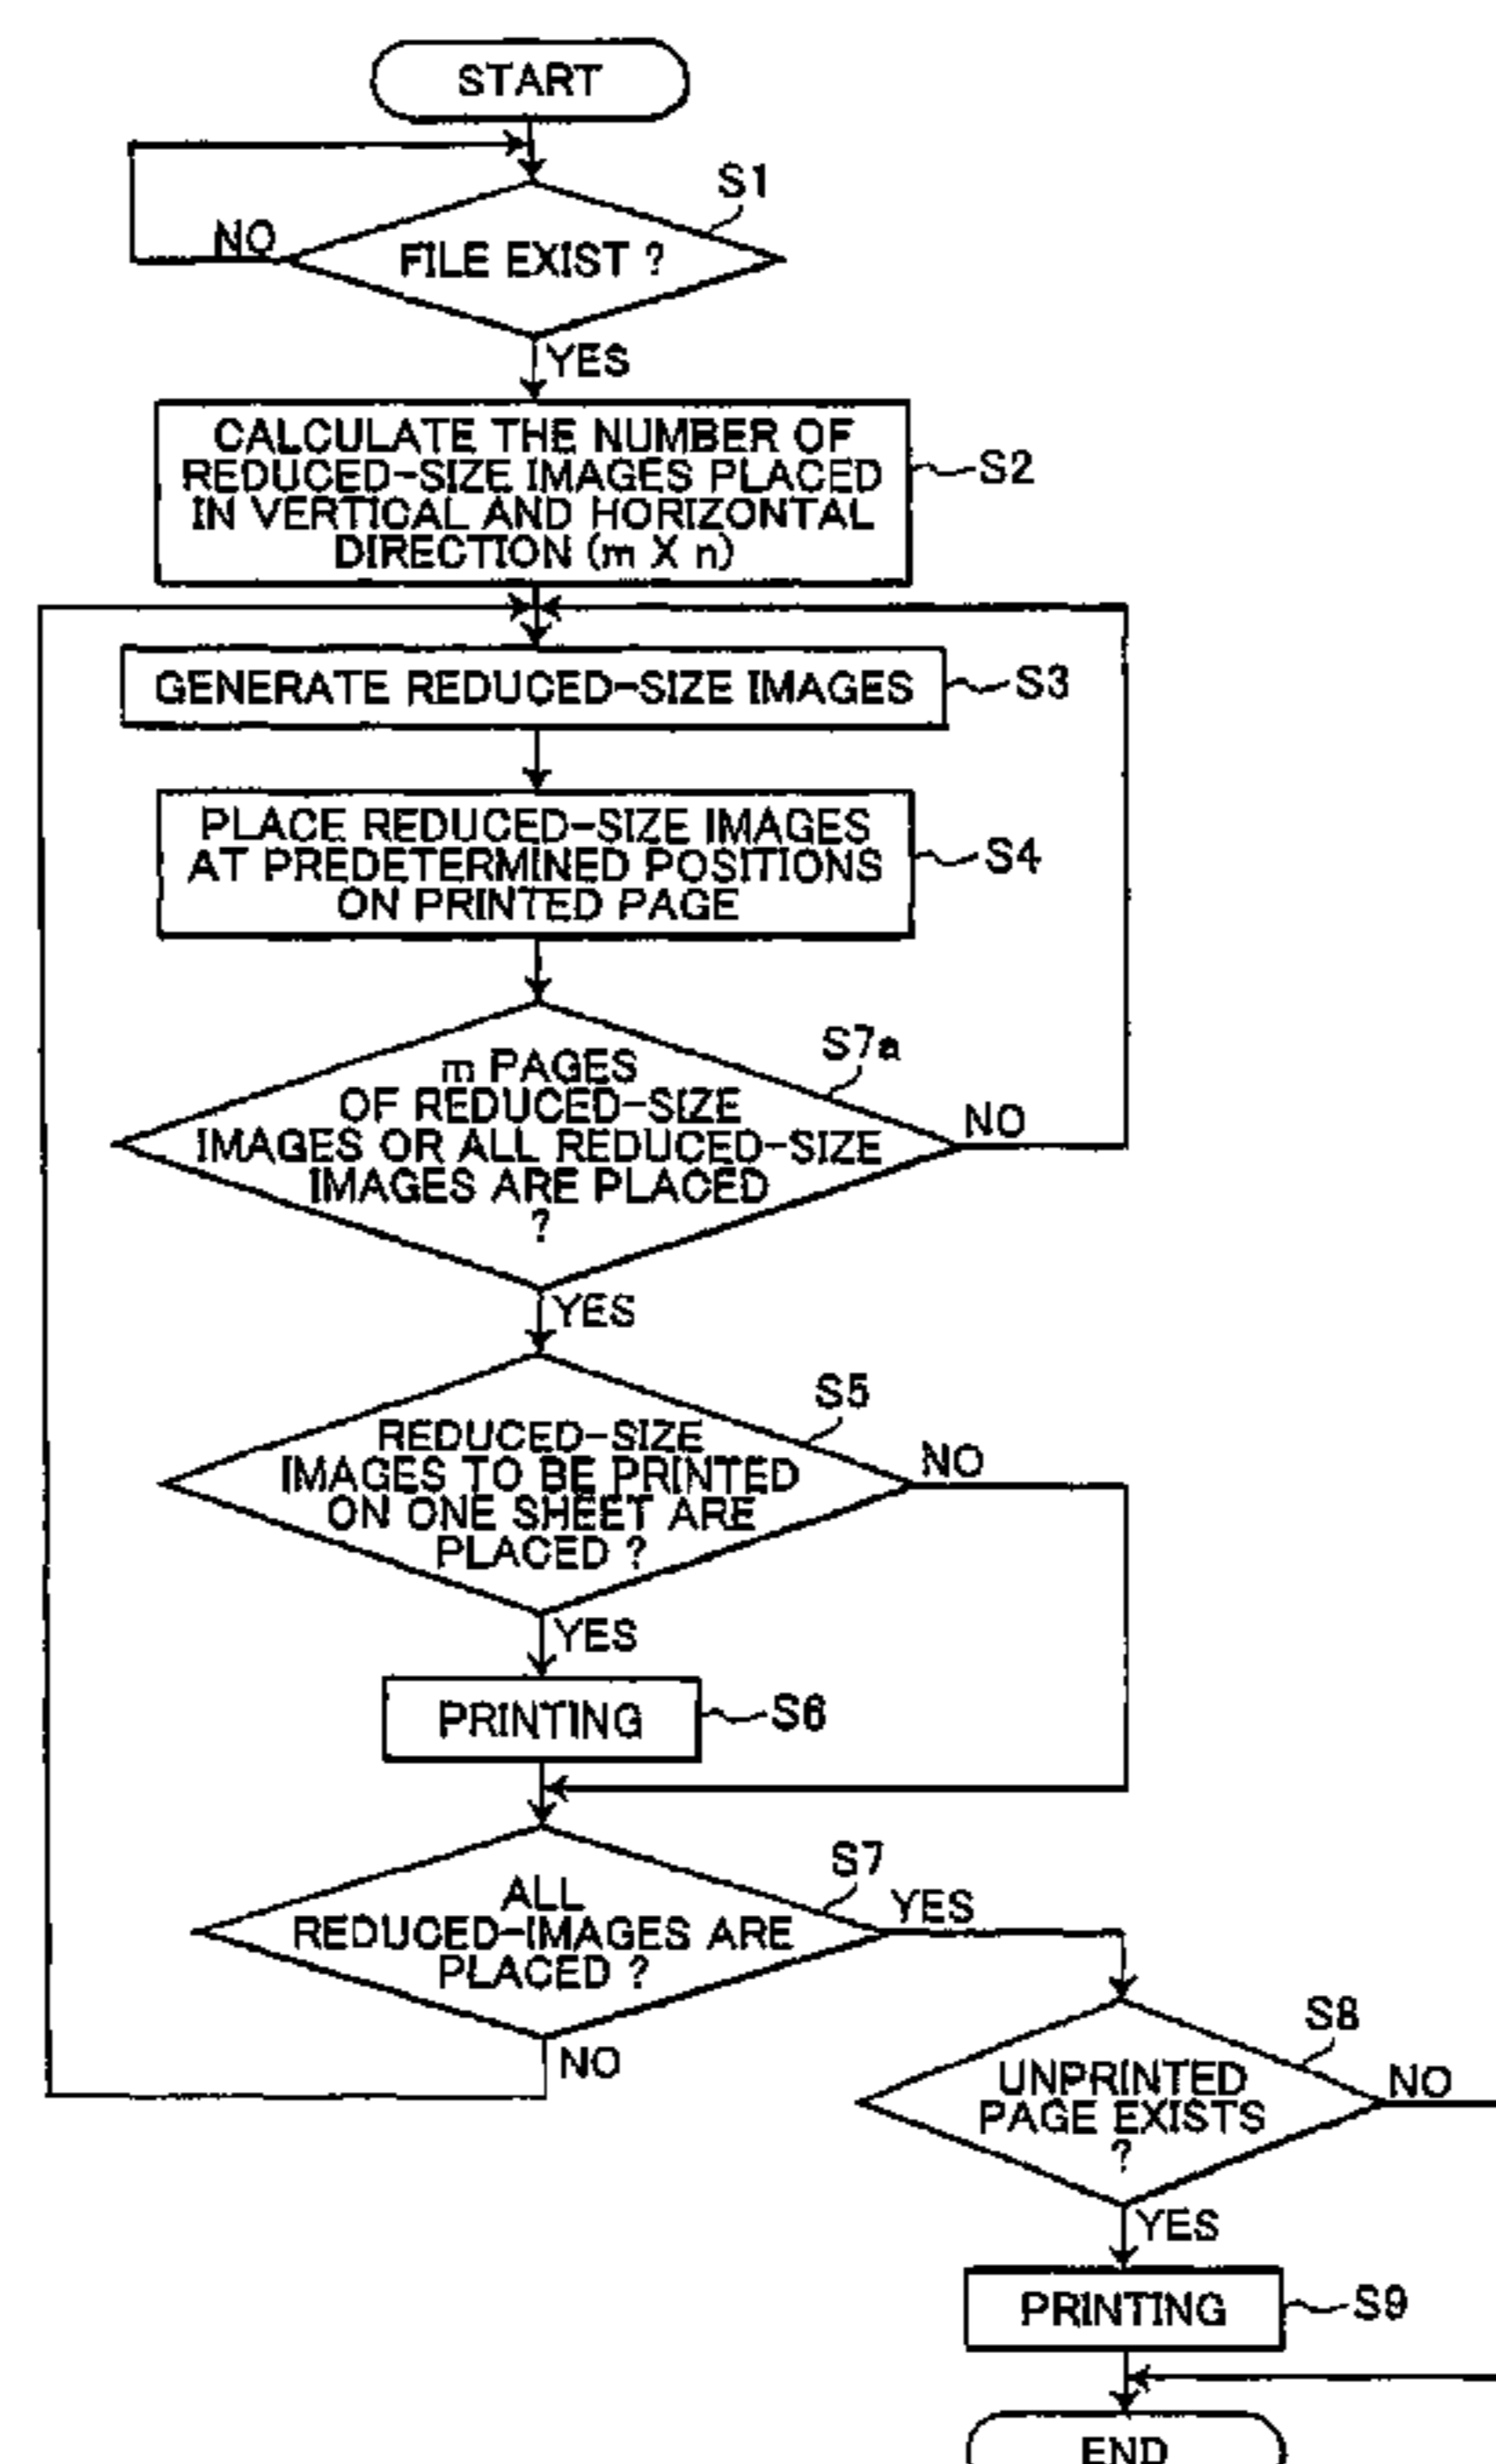 START
S1
NO
FILE EXIST ?
YES
CALCULATE THE NUMBER OF
REDUCED-SIZE IMAGES PLACED
IN VERTICAL AND HORIZONTAL
DIRECTION (m X n)
S2
GENERATE REDUCED-SIZE IMAGES
S3
PLACE REDUCED-SIZE IMAGES
AT PREDETERMINED POSITIONS
ON PRINTED PAGE
S4
S7a
m PAGES
OF REDUCED-SIZE
IMAGES OR ALL REDUCED-SIZE
IMAGES ARE PLACED
?
NO
YES
S5
REDUCED-SIZE
IMAGES TO BE PRINTED
ON ONE SHEET ARE
PLACED ?
NO
YES
PRINTING
S6
S7
ALL
REDUCED-IMAGES ARE
PLACED ?
YES
NO
S8
UNPRINTED
PAGE EXISTS
?
NO
YES
PRINTING
S9
END